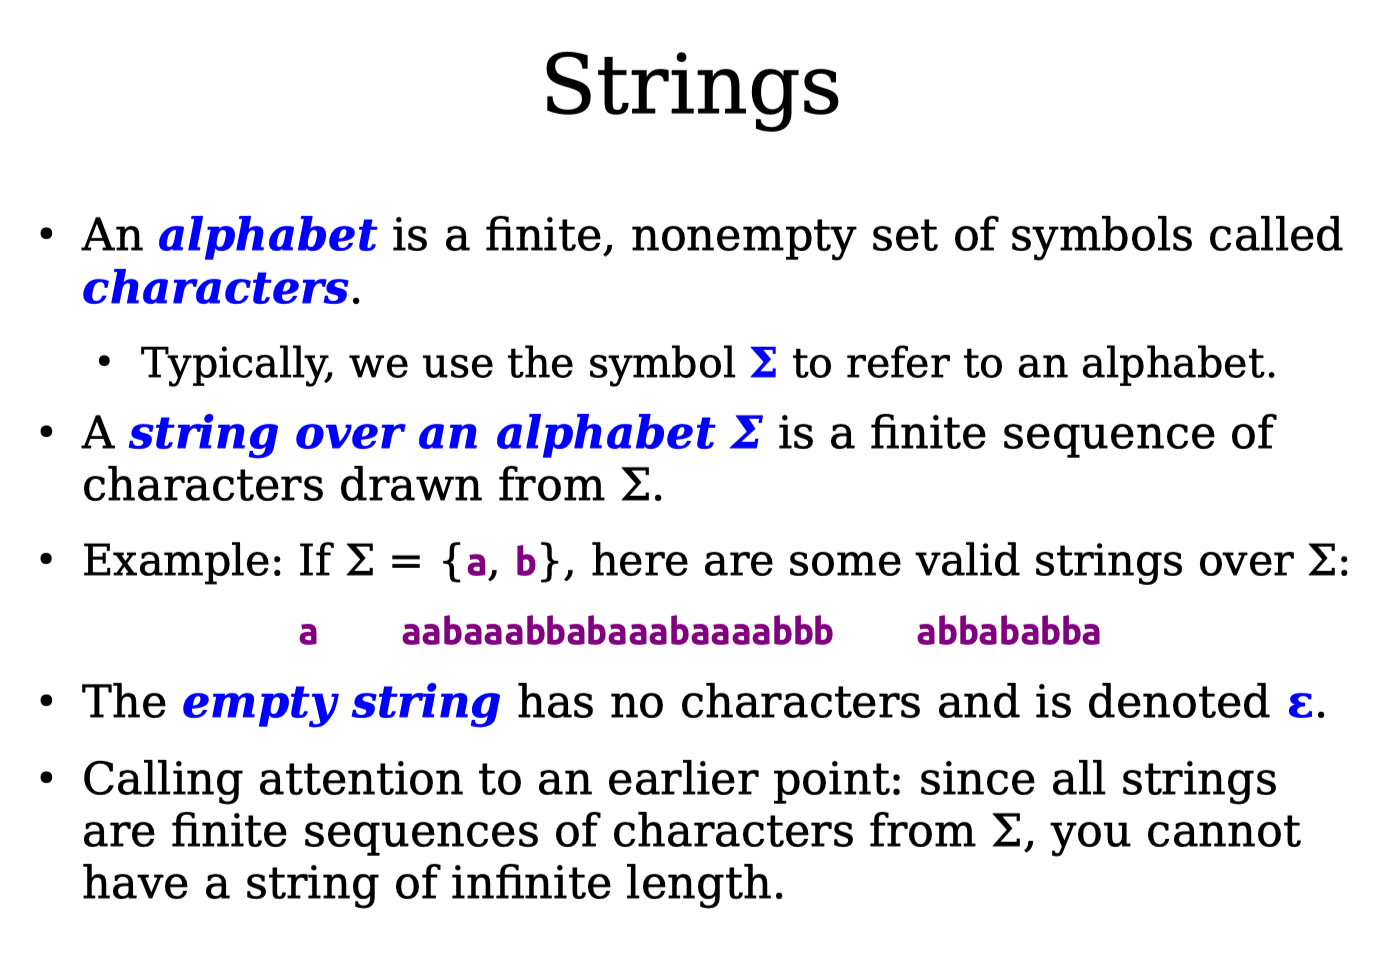 Strings
• An alphabet is a finite, nonempty set of symbols called
characters.
• Typically, we use the symbol Σ to refer to an alphabet.
• A string over an alphabet Σ is a finite sequence of
characters drawn from Σ.
• Example: If Σ = {a, b}, here are some valid strings over Σ:
a aabaaabbabaaabaaaabbb abbababba
• The empty string has no characters and is denoted ε.
• Calling attention to an earlier point: since all strings
are finite sequences of characters from Σ, you cannot
have a string of infinite length.